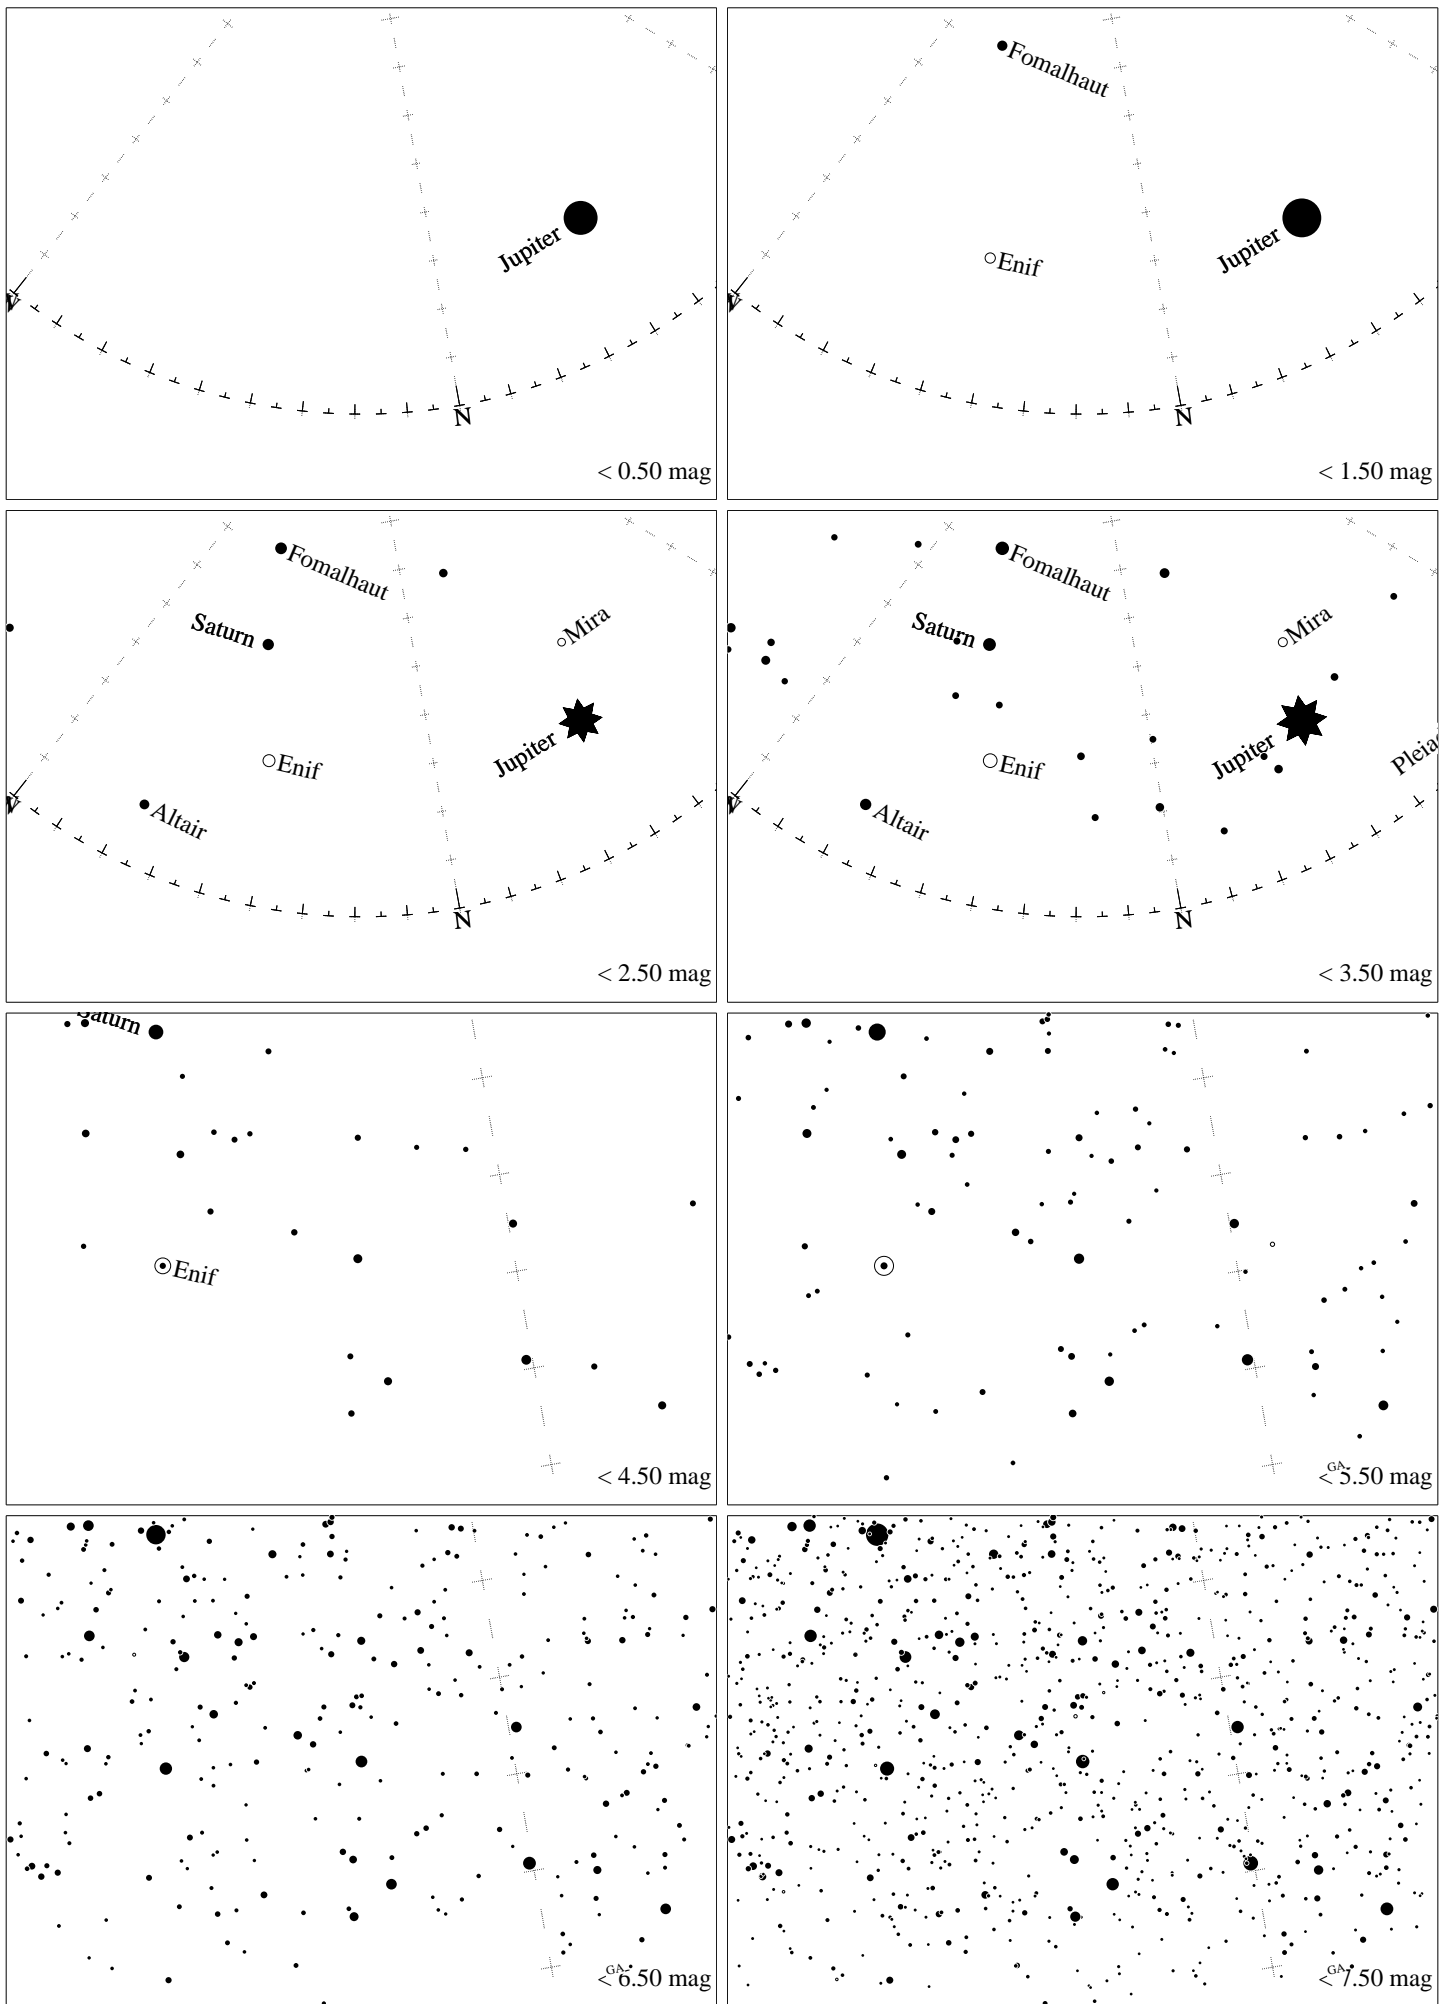 Jupiter
N
< 0.50 mag
Fomalhaut
Jupiter
Enif
N
< 1.50 mag
Fomalhaut
Saturn
Mira
Jupiter
Enif
Altair
N
< 2.50 mag
Fomalhaut
Saturn
Mira
Jupiter
Enif
Altair
N
< 3.50 mag
Saturn
Enif
< 4.50 mag
GA
< 5.50 mag
GA
< 6.50 mag
GA
< 7.50 mag